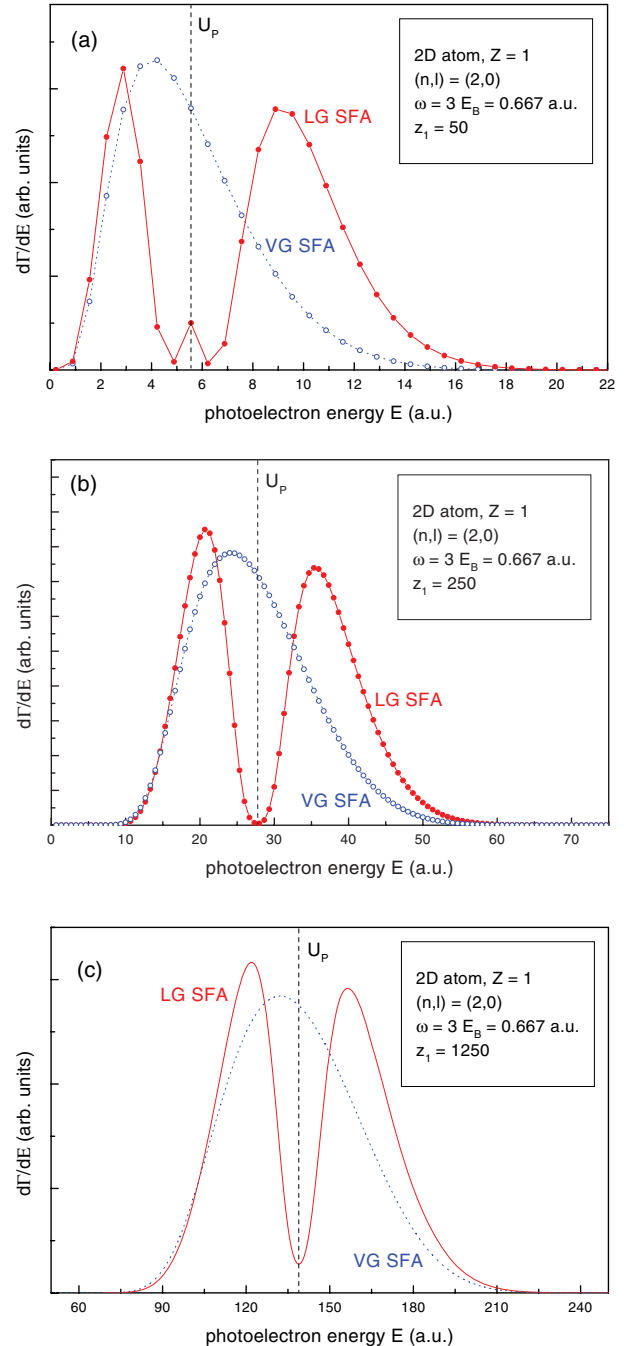 (a)
U_P
2D atom, Z = 1
(n,l) = (2,0)
ω = 3 E_B = 0.667 a.u.
z_1 = 50
LG SFA
VG SFA
dΓ/dE (arb. units)
0 2 4 6 8 10 12 14 16 18 20 22
photoelectron energy E (a.u.)
(b)
U_P
2D atom, Z = 1
(n,l) = (2,0)
ω = 3 E_B = 0.667 a.u.
z_1 = 250
LG SFA
VG SFA
dΓ/dE (arb. units)
0 10 20 30 40 50 60 70
photoelectron energy E (a.u.)
(c)
U_P
2D atom, Z = 1
(n,l) = (2,0)
ω = 3 E_B = 0.667 a.u.
z_1 = 1250
LG SFA
VG SFA
dΓ/dE (arb. units)
60 90 120 150 180 210 240
photoelectron energy E (a.u.)